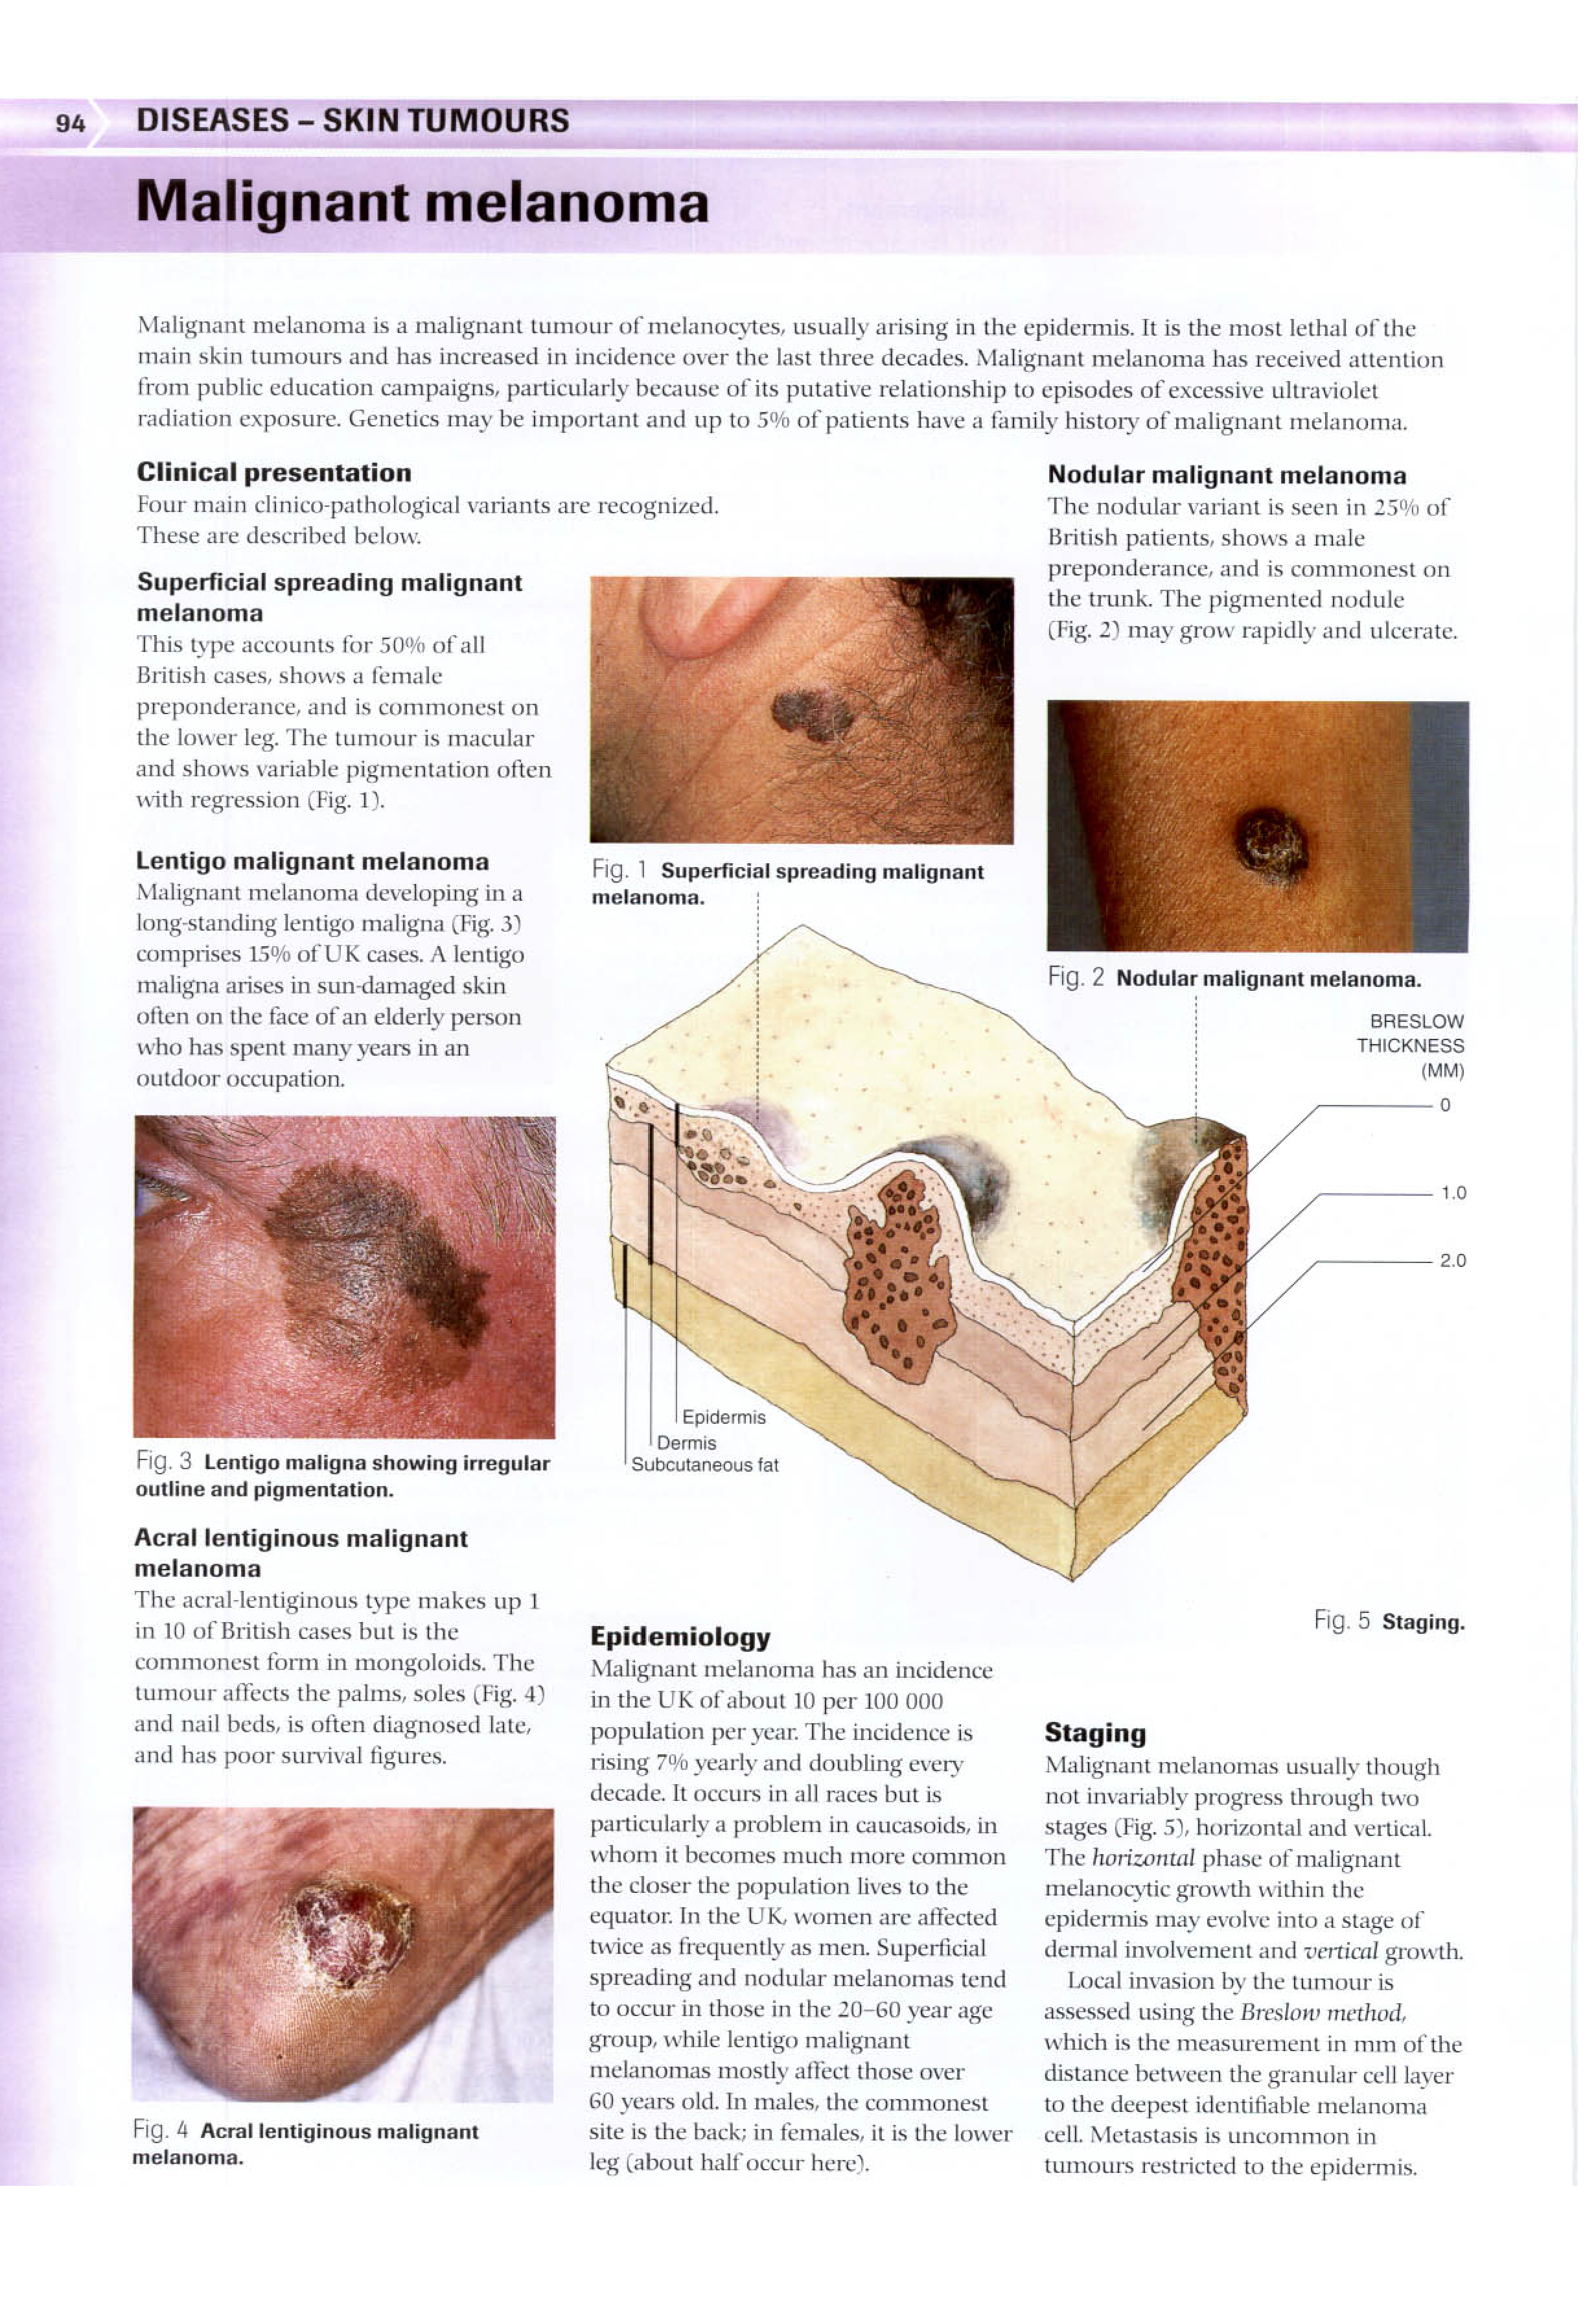 94
DISEASES – SKIN TUMOURS
Malignant melanoma
Malignant melanoma is a malignant tumour of melanocytes, usually arising in the epidermis. It is the most lethal of the
main skin tumours and has increased in incidence over the last three decades. Malignant melanoma has received attention
from public education campaigns, particularly because of its putative relationship to episodes of excessive ultraviolet
radiation exposure. Genetics may be important and up to 5% of patients have a family history of malignant melanoma.
Clinical presentation
Four main clinico-pathological variants are recognized.
These are described below.
Superficial spreading malignant
melanoma
This type accounts for 50% of all
British cases, shows a female
preponderance, and is commonest on
the lower leg. The tumour is macular
and shows variable pigmentation often
with regression (Fig. 1).
Lentigo malignant melanoma
Malignant melanoma developing in a
long-standing lentigo maligna (Fig. 3)
comprises 15% of UK cases. A lentigo
maligna arises in sun-damaged skin
often on the face of an elderly person
who has spent many years in an
outdoor occupation.
Fig. 3 Lentigo maligna showing irregular
outline and pigmentation.
Acral lentiginous malignant
melanoma
The acral-lentiginous type makes up 1
in 10 of British cases but is the
commonest form in mongoloids. The
tumour affects the palms, soles (Fig. 4)
and nail beds, is often diagnosed late,
and has poor survival figures.
Fig. 4 Acral lentiginous malignant
melanoma.
Fig. 1 Superficial spreading malignant
melanoma.
Nodular malignant melanoma
The nodular variant is seen in 25% of
British patients, shows a male
preponderance, and is commonest on
the trunk. The pigmented nodule
(Fig. 2) may grow rapidly and ulcerate.
Fig. 2 Nodular malignant melanoma.
BRESLOW
THICKNESS
(MM)
0
1.0
2.0
Epidermis
Dermis
Subcutaneous fat
Fig. 5 Staging.
Epidemiology
Malignant melanoma has an incidence
in the UK of about 10 per 100 000
population per year. The incidence is
rising 7% yearly and doubling every
decade. It occurs in all races but is
particularly a problem in caucasoids, in
whom it becomes much more common
the closer the population lives to the
equator. In the UK, women are affected
twice as frequently as men. Superficial
spreading and nodular melanomas tend
to occur in those in the 20–60 year age
group, while lentigo malignant
melanomas mostly affect those over
60 years old. In males, the commonest
site is the back; in females, it is the lower
leg (about half occur here).
Staging
Malignant melanomas usually though
not invariably progress through two
stages (Fig. 5), horizontal and vertical.
The horizontal phase of malignant
melanocytic growth within the
epidermis may evolve into a stage of
dermal involvement and vertical growth.
Local invasion by the tumour is
assessed using the Breslow method,
which is the measurement in mm of the
distance between the granular cell layer
to the deepest identifiable melanoma
cell. Metastasis is uncommon in
tumours restricted to the epidermis.